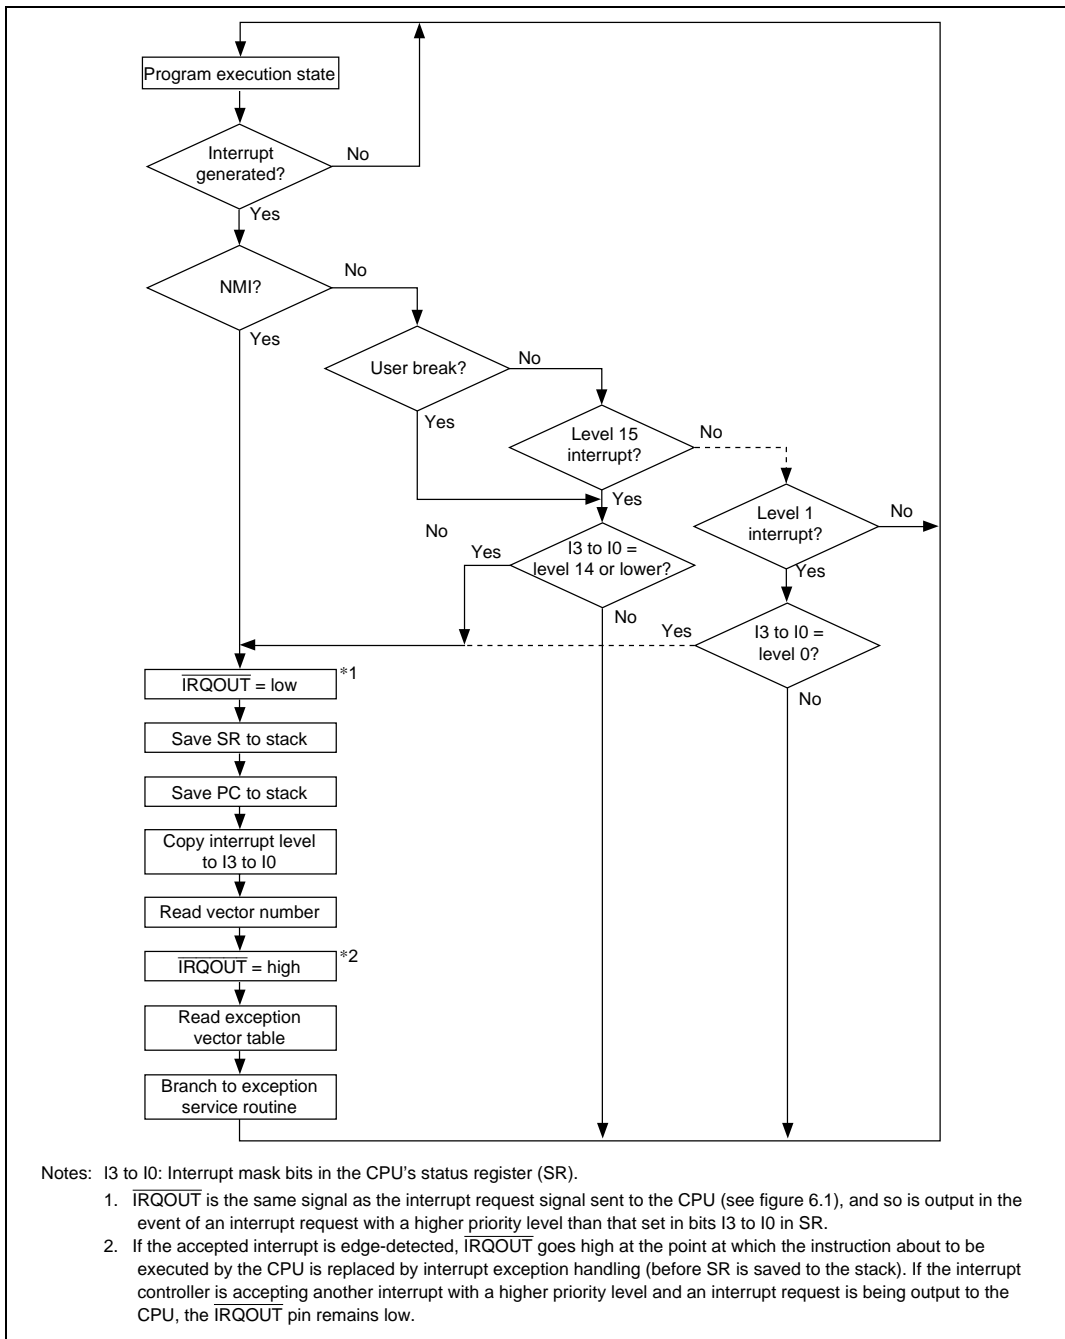 Program execution state
Interrupt
generated?
No
Yes
NMI?
No
Yes
User break?
No
Yes
Level 15
interrupt?
No
Yes
Level 1
interrupt?
No
Yes
No
I3 to I0 =
level 14 or lower?
Yes
No
I3 to I0 =
level 0?
Yes
No
IRQOUT = low
*1
Save SR to stack
Save PC to stack
Copy interrupt level
to I3 to I0
Read vector number
IRQOUT = high
*2
Read exception
vector table
Branch to exception
service routine
Notes: I3 to I0: Interrupt mask bits in the CPU's status register (SR).
1. IRQOUT is the same signal as the interrupt request signal sent to the CPU (see figure 6.1), and so is output in the
event of an interrupt request with a higher priority level than that set in bits I3 to I0 in SR.
2. If the accepted interrupt is edge-detected, IRQOUT goes high at the point at which the instruction about to be
executed by the CPU is replaced by interrupt exception handling (before SR is saved to the stack). If the interrupt
controller is accepting another interrupt with a higher priority level and an interrupt request is being output to the
CPU, the IRQOUT pin remains low.